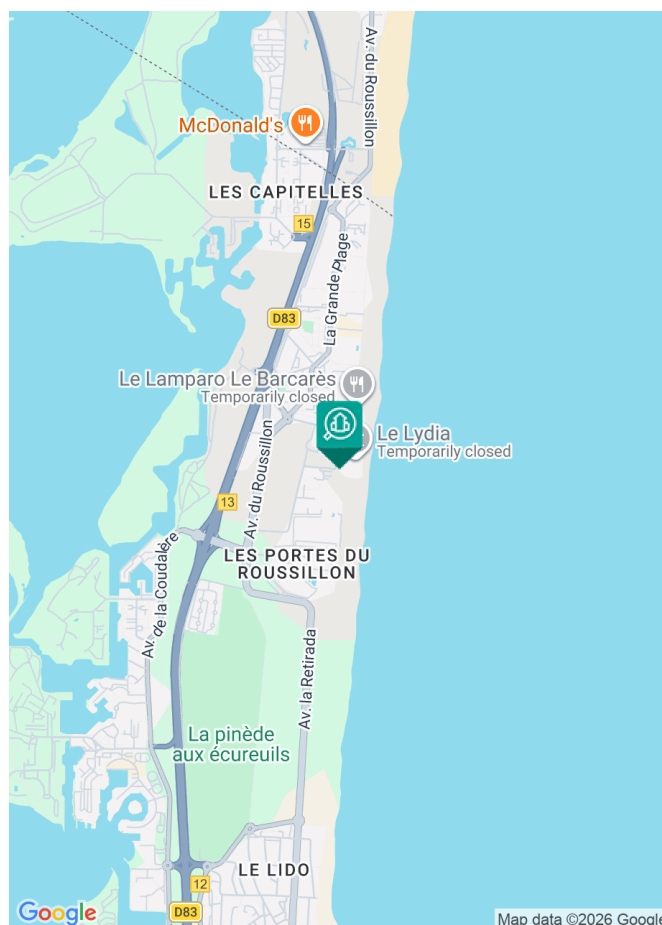 Av. du Roussillon
McDonald's
LES CAPITELLES
15
La Grande Plage
D83
Le Lamparo Le Barcarès
Temporarily closed
Le Lydia
Temporarily closed
Av. du Roussillon
13
LES PORTES DU
ROUSSILLON
Av. de la Coudalère
Av. la Retirada
La pinède
aux écureuils
LE LIDO
12
D83
Google
Map data ©2026 Google